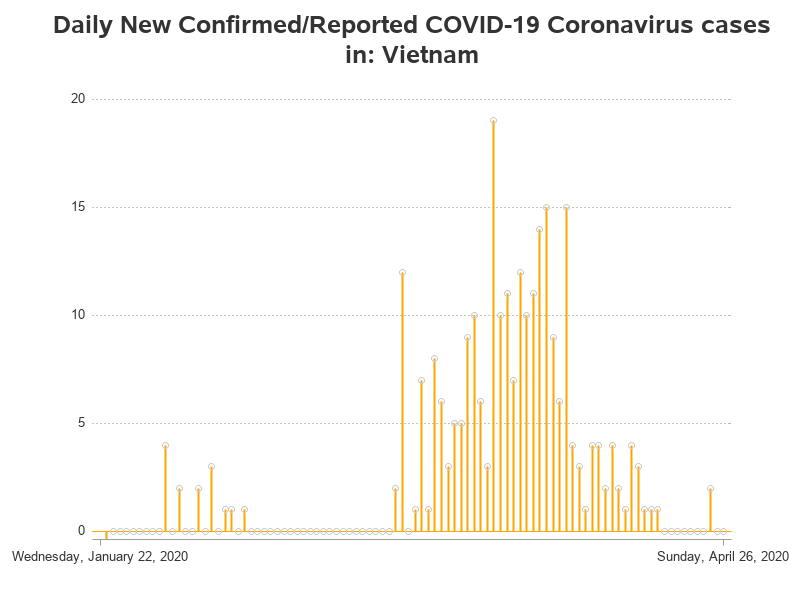 Daily New Confirmed/Reported COVID-19 Coronavirus cases
in: Vietnam
20
15
10
5
0
Wednesday, January 22, 2020
Sunday, April 26, 2020